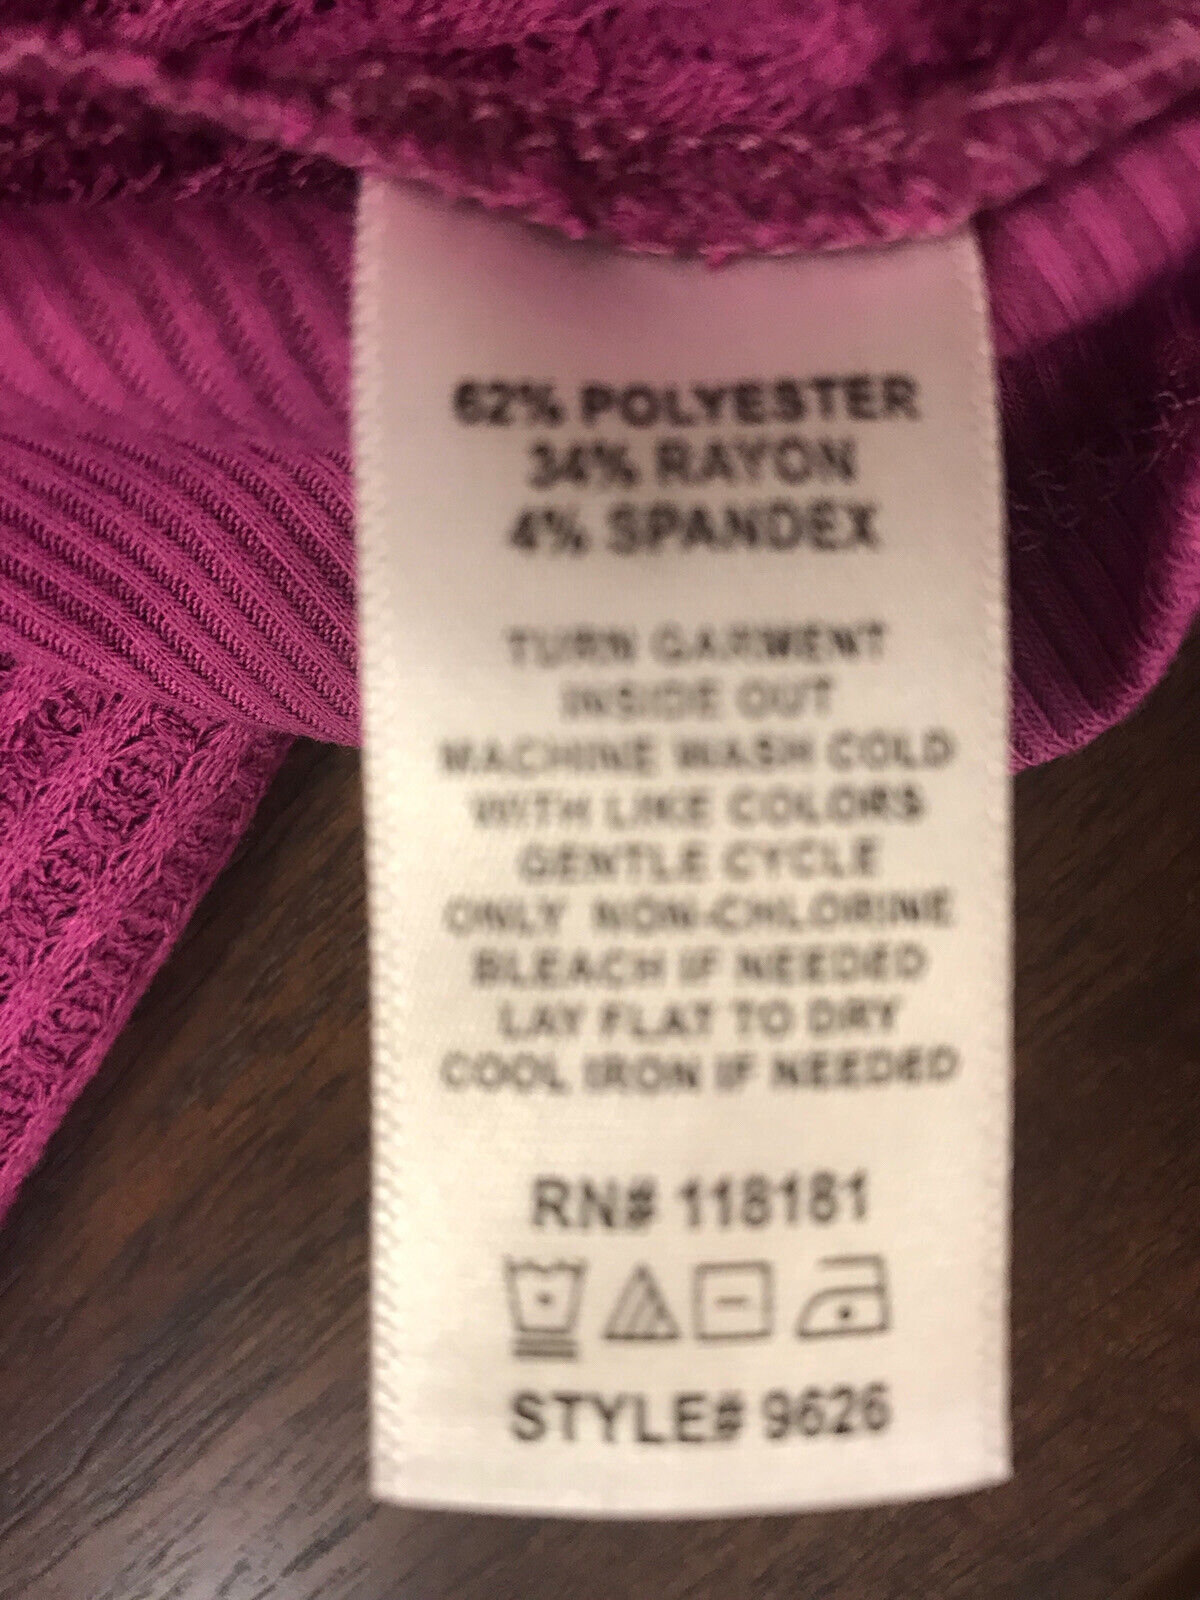 62% POLYESTER
34% RAYON
4% SPANDEX
TURN GARMENT
INSIDE OUT
MACHINE WASH COLD
WITH LIKE COLORS
GENTLE CYCLE
ONLY NON-CHLORINE
BLEACH IF NEEDED
LAY FLAT TO DRY
COOL IRON IF NEEDED
RN# 118181
STYLE# 9626